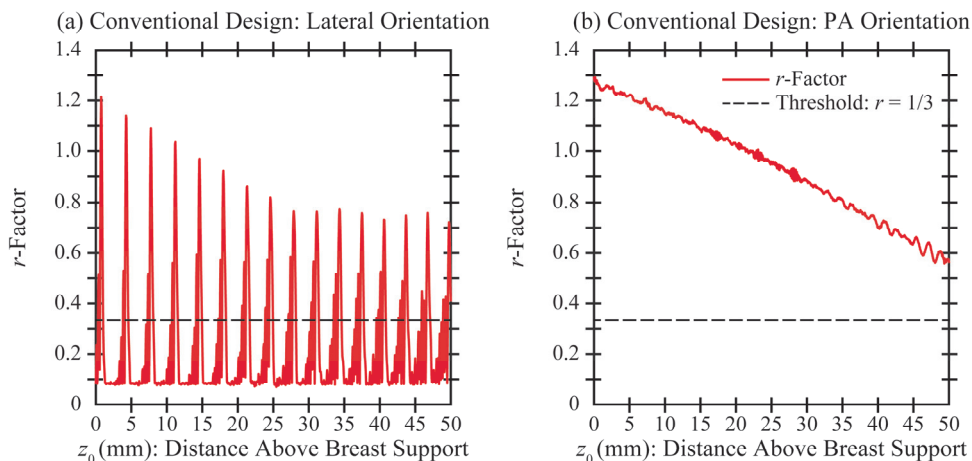 (a) Conventional Design: Lateral Orientation
1.4
1.2
1.0
0.8
0.6
0.4
0.2
0
r-Factor
0 5 10 15 20 25 30 35 40 45 50
z0 (mm): Distance Above Breast Support
(b) Conventional Design: PA Orientation
r-Factor
Threshold: r = 1/3
1.4
1.2
1.0
0.8
0.6
0.4
0.2
0
r-Factor
0 5 10 15 20 25 30 35 40 45 50
z0 (mm): Distance Above Breast Support